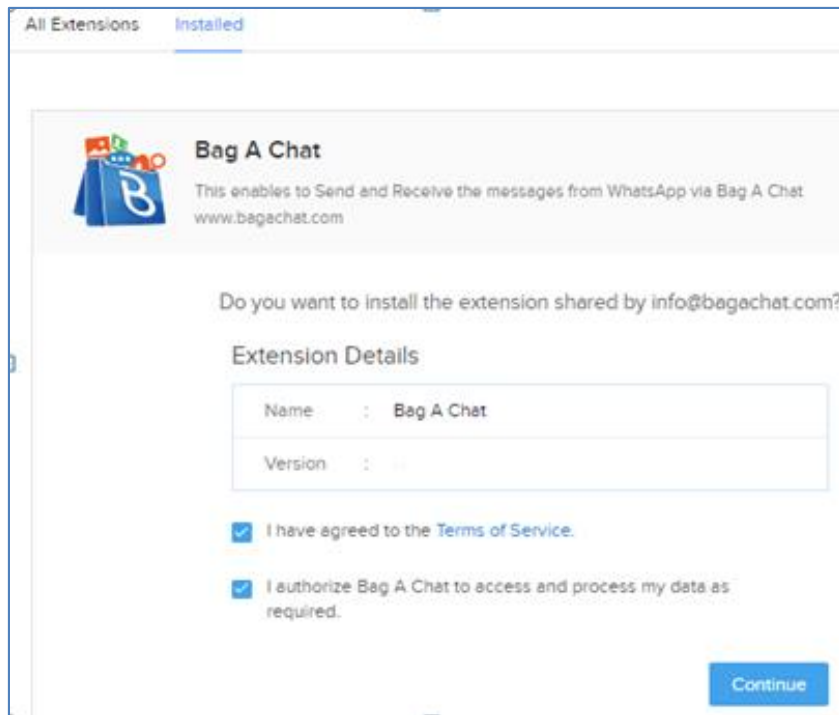 All Extensions Installed
Bag A Chat
This enables to Send and Receive the messages from WhatsApp via Bag A Chat
www.bagachat.com
Do you want to install the extension shared by info@bagachat.com?
Extension Details
Name : Bag A Chat
Version :
I have agreed to the Terms of Service.
I authorize Bag A Chat to access and process my data as
required.
Continue